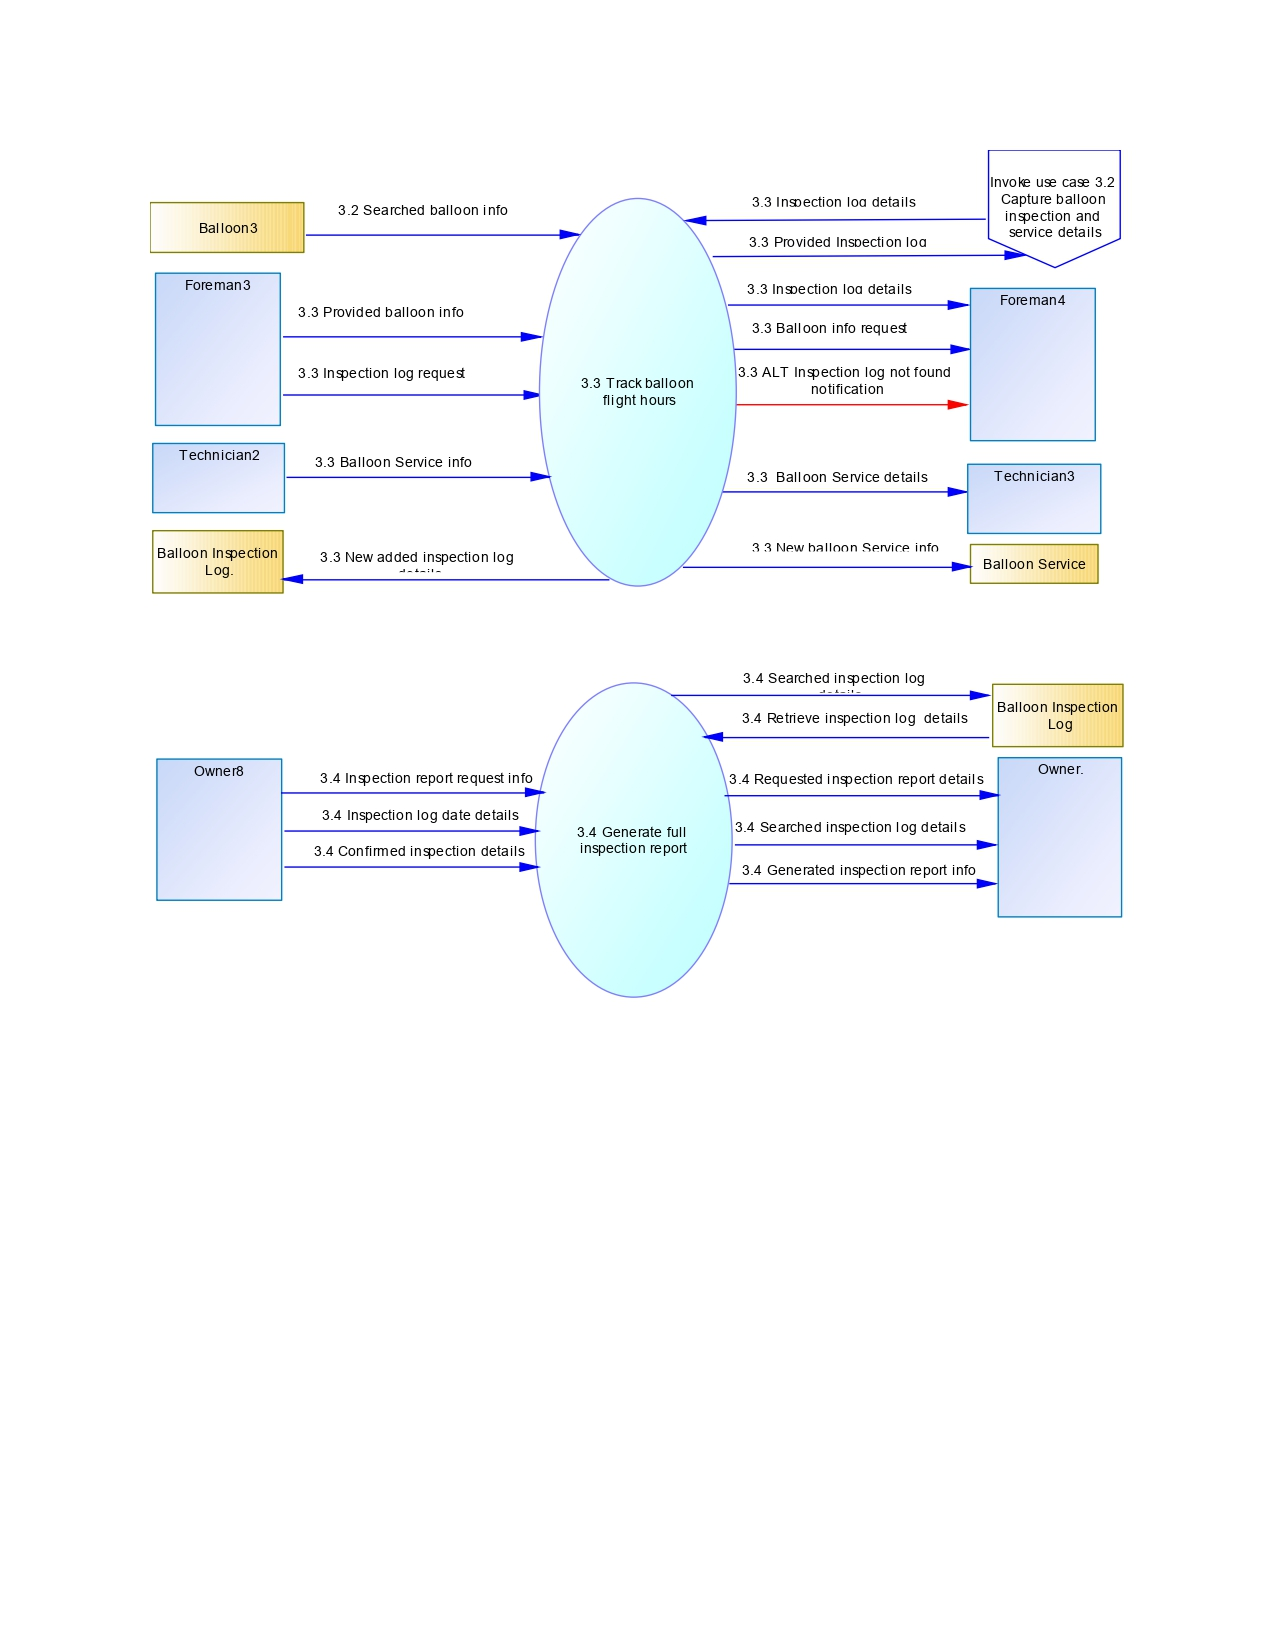 Balloon3
3.2 Searched balloon info
Foreman3
3.3 Provided balloon info
3.3 Inspection log request
Technician2
3.3 Balloon Service info
Balloon Inspection
Log.
3.3 New added inspection log
details
3.3 Track balloon
flight hours
3.3 Inspection log details
3.3 Provided Inspection log
Invoke use case 3.2
Capture balloon
inspection and
service details
3.3 Inspection log details
3.3 Balloon info request
3.3 ALT Inspection log not found
notification
Foreman4
3.3  Balloon Service details
Technician3
3.3 New balloon Service info
Balloon Service
3.4 Searched inspection log
details
3.4 Retrieve inspection log  details
Balloon Inspection
Log
Owner8
3.4 Inspection report request info
3.4 Inspection log date details
3.4 Confirmed inspection details
3.4 Generate full
inspection report
3.4 Requested inspection report details
3.4 Searched inspection log details
3.4 Generated inspection report info
Owner.